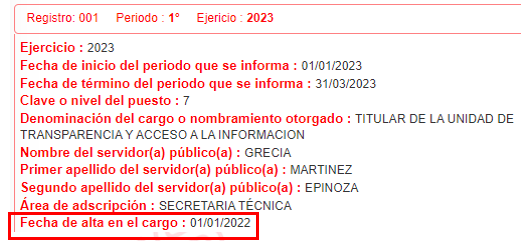 Registro: 001 Periodo : 1° Ejericio : 2023
Ejercicio : 2023
Fecha de inicio del periodo que se informa : 01/01/2023
Fecha de término del periodo que se informa : 31/03/2023
Clave o nivel del puesto : 7
Denominación del cargo o nombramiento otorgado : TITULAR DE LA UNIDAD DE
TRANSPARENCIA Y ACCESO A LA INFORMACION
Nombre del servidor(a) público(a) : GRECIA
Primer apellido del servidor(a) público(a) : MARTINEZ
Segundo apellido del servidor(a) público(a) : EPINOZA
Área de adscripción : SECRETARIA TÉCNICA
Fecha de alta en el cargo : 01/01/2022